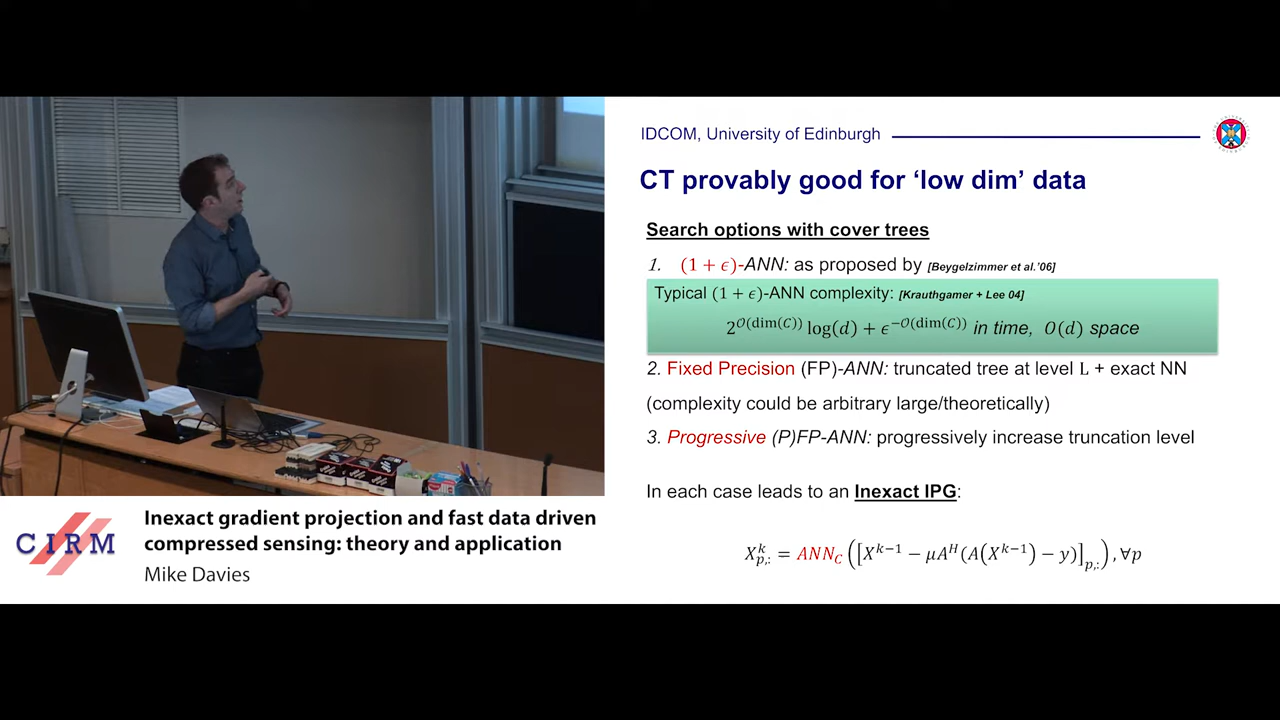 IDCOM, University of Edinburgh
CT provably good for ‘low dim’ data
Search options with cover trees
1. (1 + ϵ)-ANN: as proposed by [Beygelzimmer et al.’06]
Typical (1 + ϵ)-ANN complexity: [Krauthgamer + Lee 04]
2^{𝒪(dim(C))} log(d) + ϵ^{−𝒪(dim(C))} in time, O(d) space
2. Fixed Precision (FP)-ANN: truncated tree at level L + exact NN
(complexity could be arbitrary large/theoretically)
3. Progressive (P)FP-ANN: progressively increase truncation level
In each case leads to an Inexact IPG:
X^k_{p,:} = ANN_C ([X^{k−1} − μA^H(A(X^{k−1}) − y)]_{p,:}), ∀p
CIRM
Inexact gradient projection and fast data driven
compressed sensing: theory and application
Mike Davies